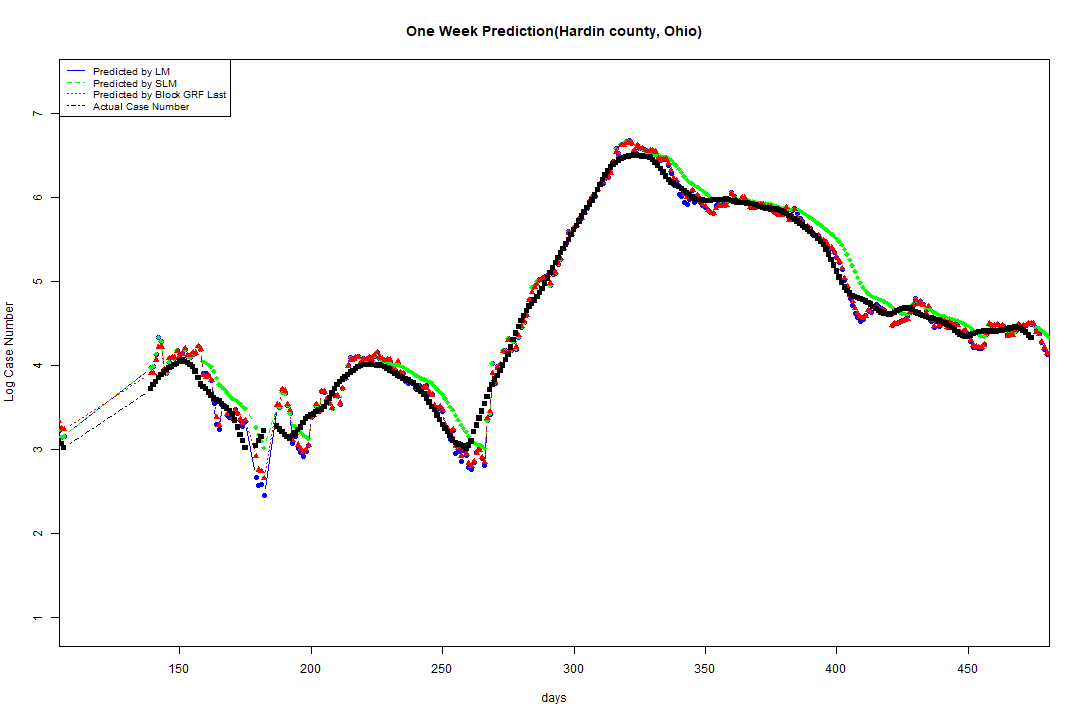 One Week Prediction(Hardin county, Ohio)
Predicted by LM
Predicted by SLM
Predicted by Block GRF Last
Actual Case Number
7
6
5
4
3
2
1
Log Case Number
150 200 250 300 350 400 450
days